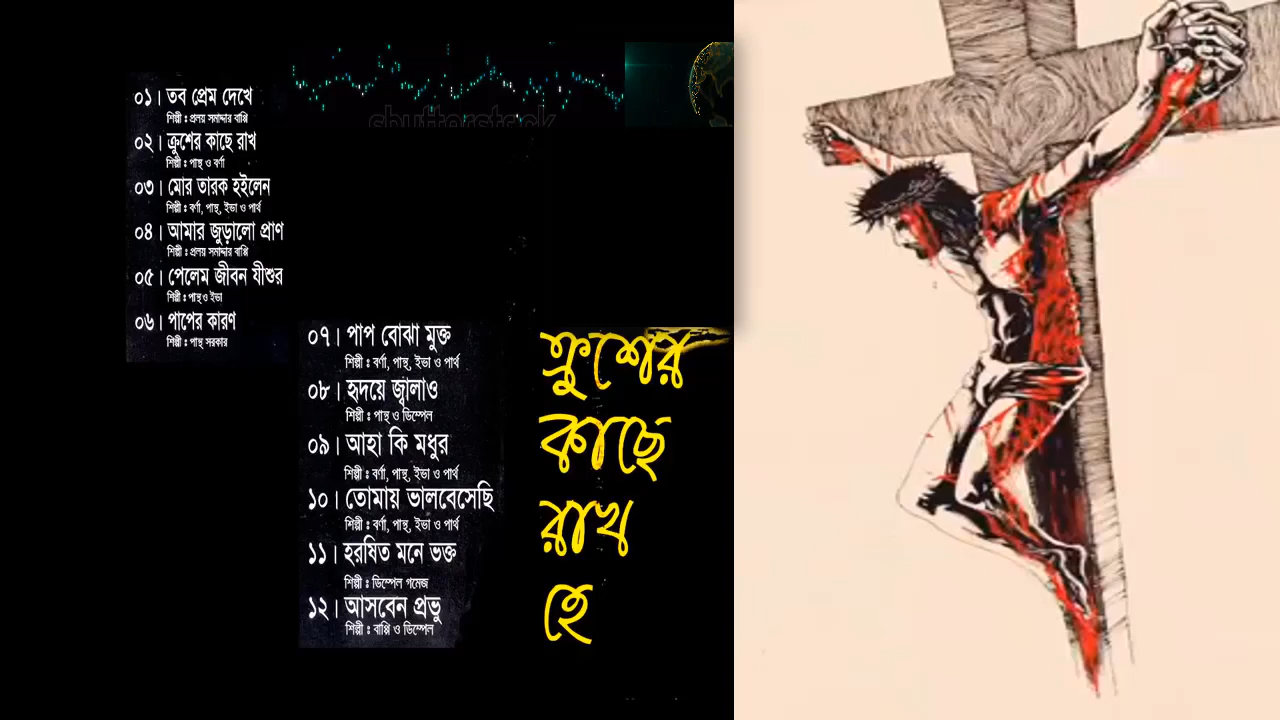 shutterstock
০১। তব প্রেম দেখে
শিল্পী : প্রলয় সমাদ্দার বাপ্পি
০২। ক্রুশের কাছে রাখ
শিল্পী : পান্থ ও বর্ণা
০৩। মোর তারক হইলেন
শিল্পী : বর্ণা, পান্থ, ইভা ও পার্থ
০৪। আমার জুড়ালো প্রাণ
শিল্পী : প্রলয় সমাদ্দার বাপ্পি
০৫। পেলেম জীবন যীশুর
শিল্পী : পান্থ ও ইভা
০৬। পাপের কারণ
শিল্পী : পান্থ সরকার
০৭। পাপ বোঝা মুক্ত
শিল্পী : বর্ণা, পান্থ, ইভা ও পার্থ
০৮। হৃদয়ে জ্বালাও
শিল্পী : পান্থ ও ডিম্পেল
০৯। আহা কি মধুর
শিল্পী : বর্ণা, পান্থ, ইভা ও পার্থ
১০। তোমায় ভালবেসেছি
শিল্পী : বর্ণা, পান্থ, ইভা ও পার্থ
১১। হরষিত মনে ভক্ত
শিল্পী : ডিম্পেল গমেজ
১২। আসবেন প্রভু
শিল্পী : বাপ্পি ও ডিম্পেল
ক্রুশের
কাছে
রাখ
হে